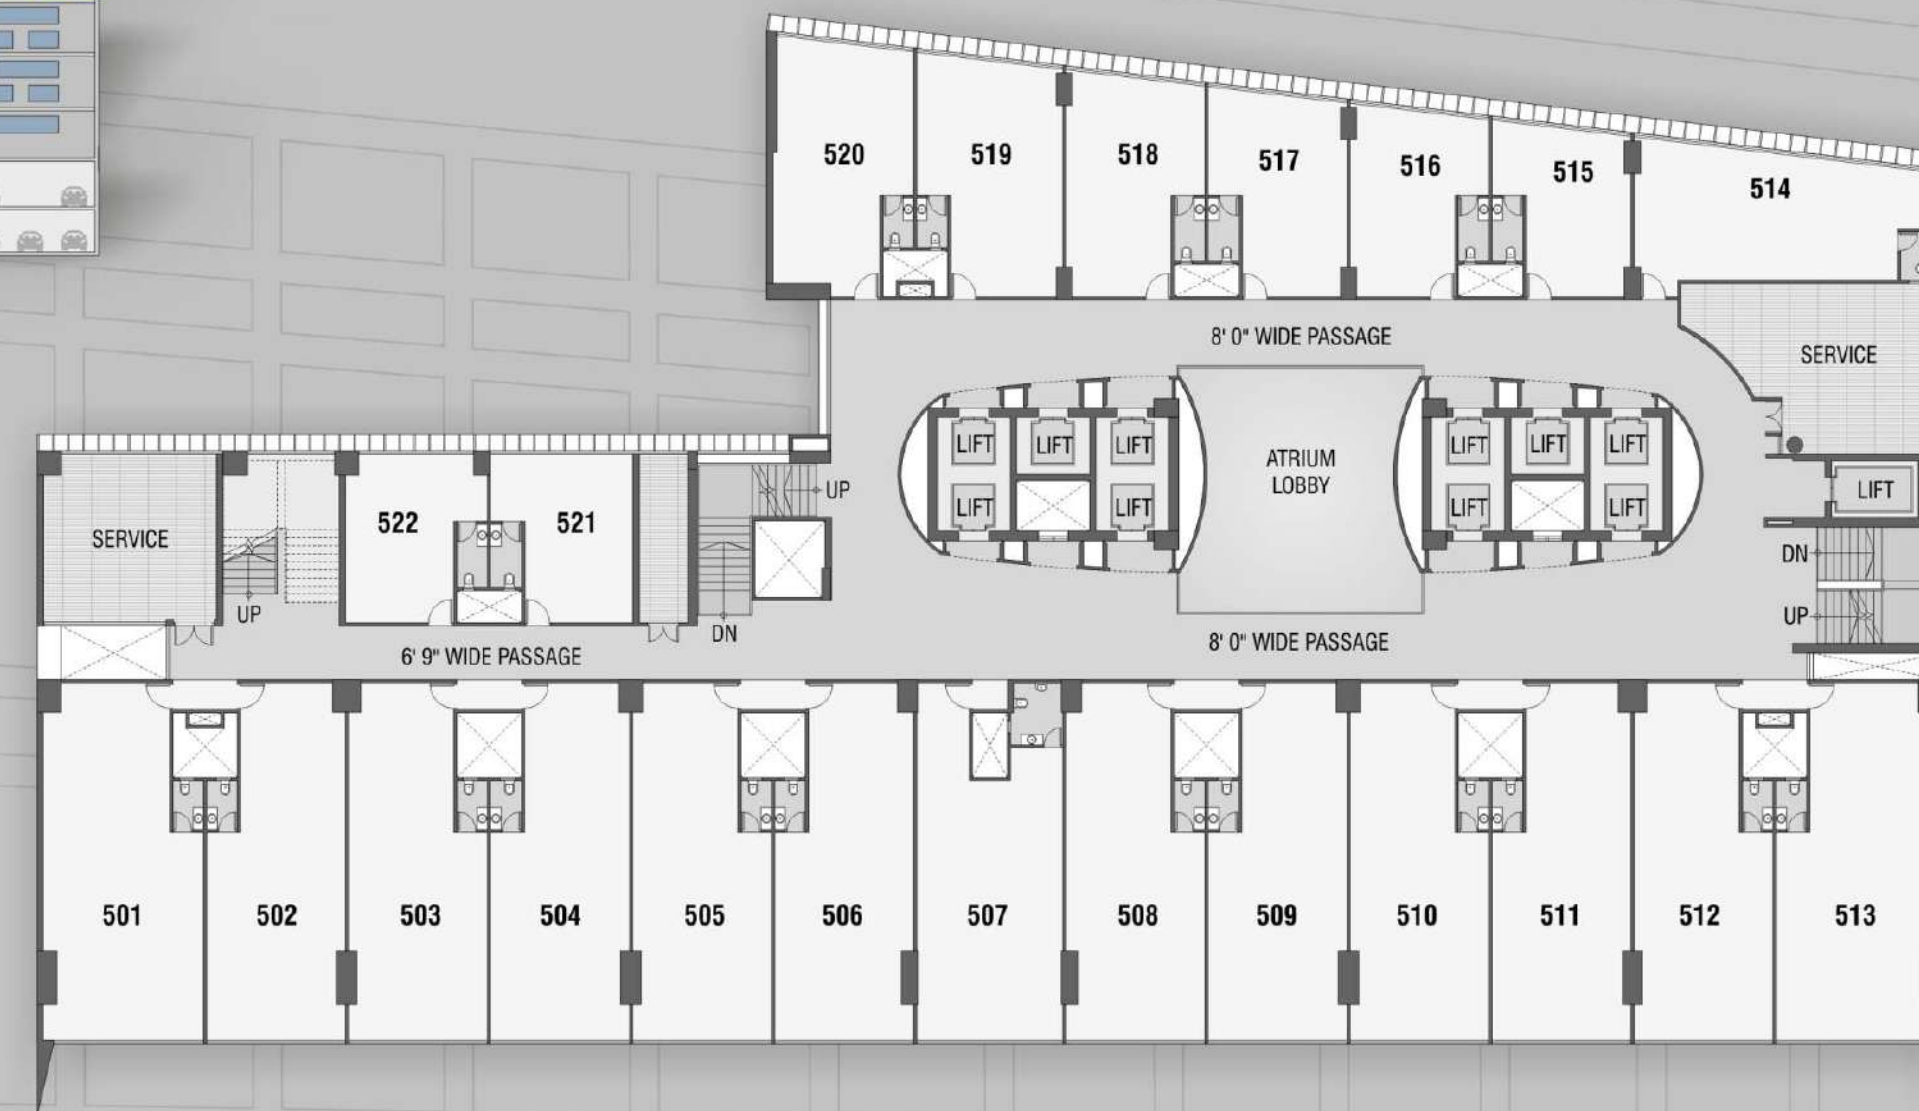 520
519
518
517
516
515
514
8' 0" WIDE PASSAGE
SERVICE
LIFT
LIFT
LIFT
LIFT
LIFT
ATRIUM
LOBBY
LIFT
LIFT
LIFT
LIFT
LIFT
LIFT
UP
522
521
SERVICE
UP
DN
DN
UP
6' 9" WIDE PASSAGE
8' 0" WIDE PASSAGE
501
502
503
504
505
506
507
508
509
510
511
512
513